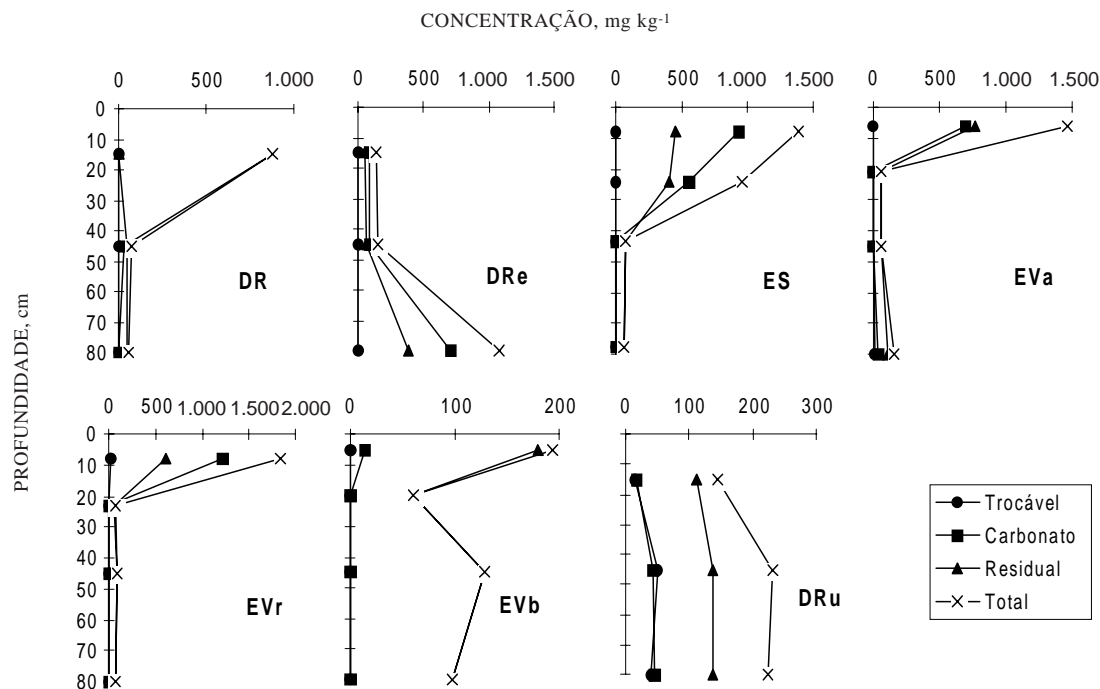 CONCENTRAÇÃO, mg kg-1
0 500 1.000
0 500 1.000 1.500
0 500 1.000 1.500
0 500 1.000 1.500
0
10
20
30
40
50
60
70
80
DR
DRe
ES
EVa
PROFUNDIDADE, cm
0 500 1.000 1.500 2.000
0 100 200
0 100 200 300
0
10
20
30
40
50
60
70
80
EVr
EVb
DRu
Trocável
Carbonato
Residual
Total